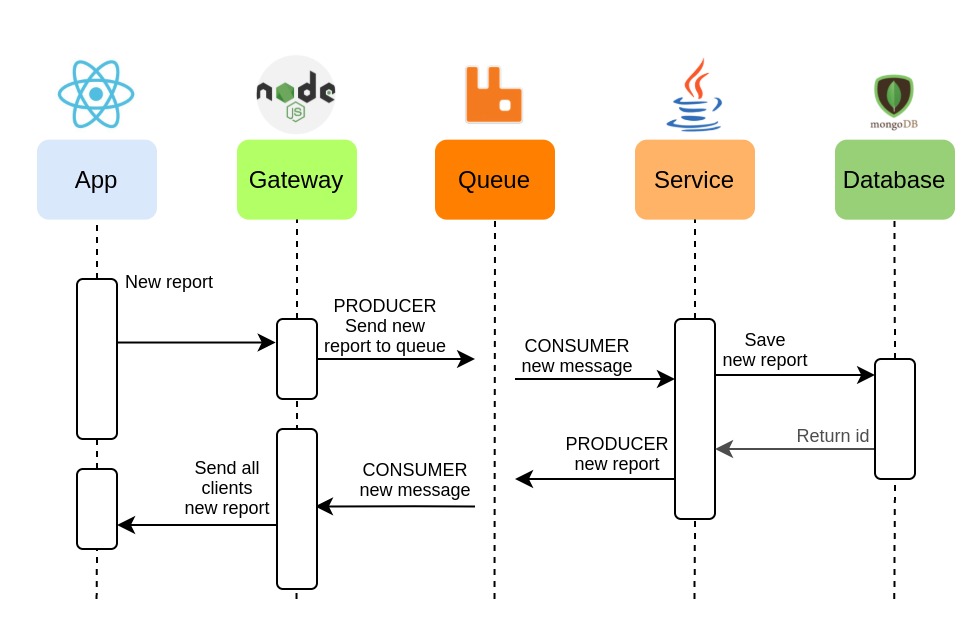 node
JS
mongoDB
App
Gateway
Queue
Service
Database
New report
PRODUCER
Send new
report to queue
CONSUMER
new message
Save
new report
Return id
PRODUCER
new report
CONSUMER
new message
Send all
clients
new report